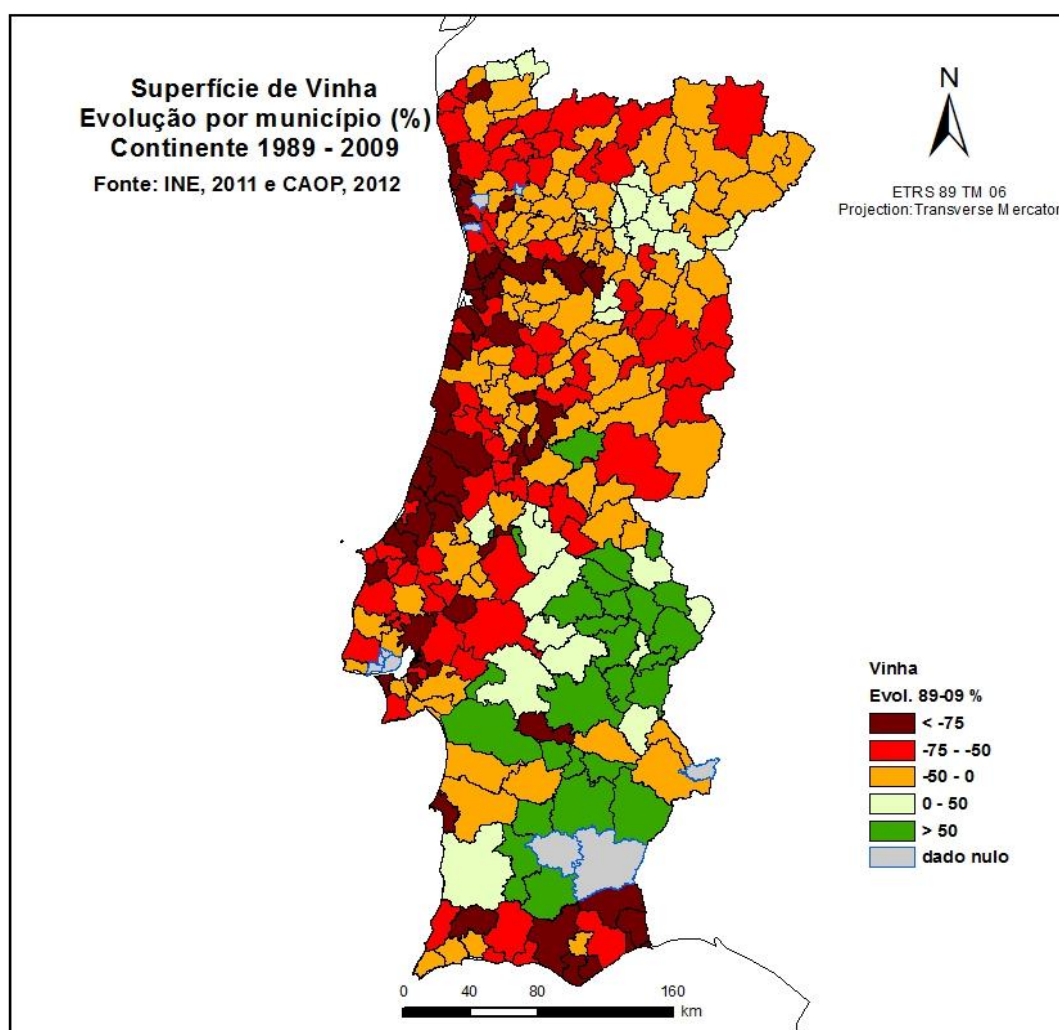 Superfície de Vinha
Evolução por município (%)
Continente 1989 - 2009
Fonte: INE, 2011 e CAOP, 2012
N
ETRS 89 TM 06
Projection: Transverse Mercator
Vinha
Evol. 89-09 %
< -75
-75 - -50
-50 - 0
0 - 50
> 50
dado nulo
0 40 80 160
km